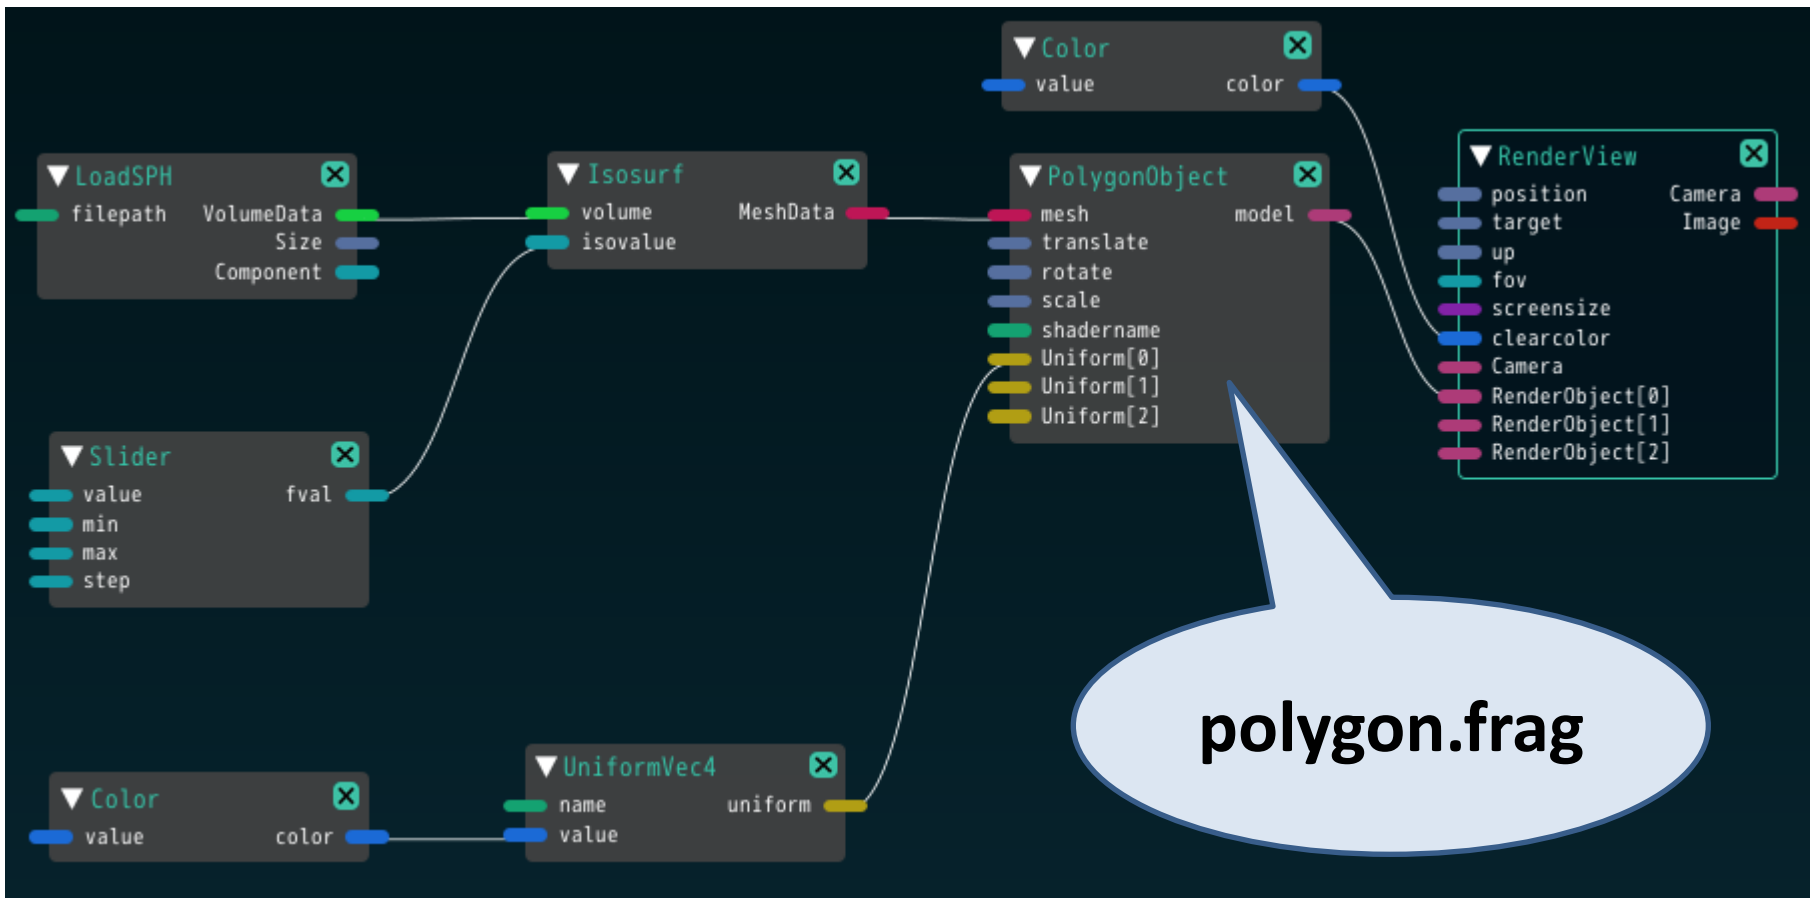 Color
value color
LoadSPH
filepath VolumeData
Size
Component
Isosurf
volume MeshData
isovalue
PolygonObject
mesh model
translate
rotate
scale
shadername
Uniform[0]
Uniform[1]
Uniform[2]
RenderView
position Camera
target Image
up
fov
screensize
clearcolor
Camera
RenderObject[0]
RenderObject[1]
RenderObject[2]
Slider
value fval
min
max
step
polygon.frag
Color
value color
UniformVec4
name uniform
value